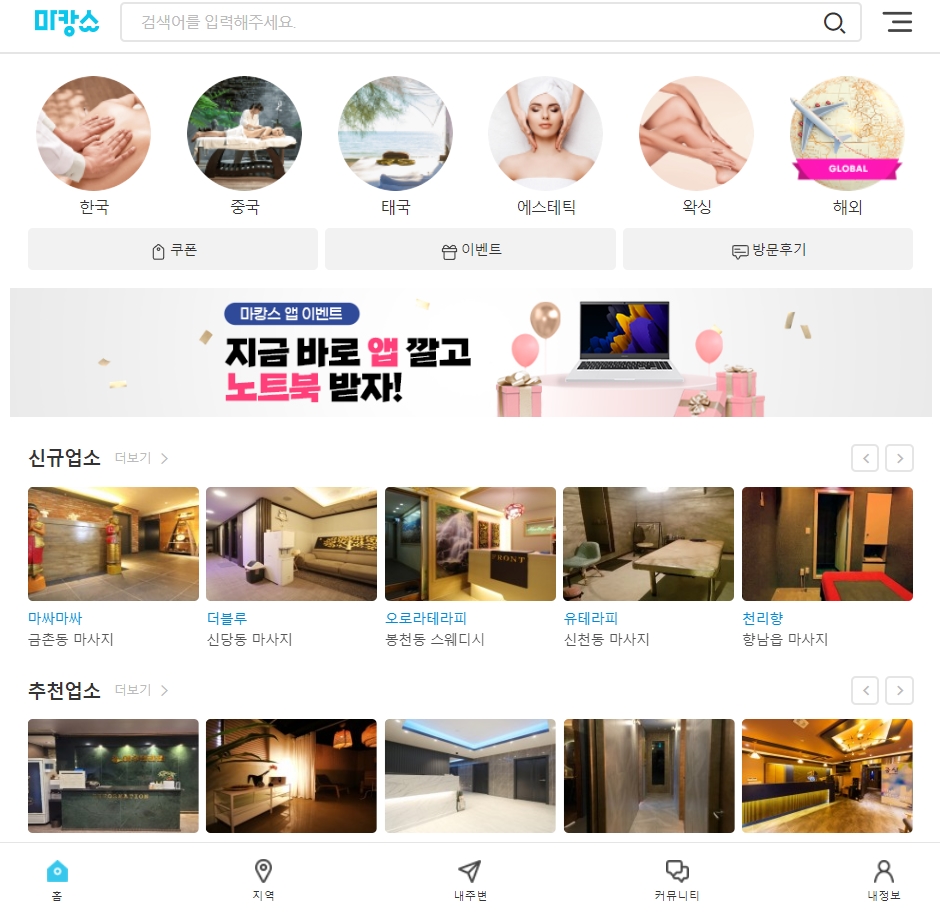 마캉스
검색어를 입력해주세요.
GLOBAL
한국
중국
태국
에스테틱
왁싱
해외
쿠폰
이벤트
방문후기
마캉스 앱 이벤트
지금 바로 앱 깔고
노트북 받자!
신규업소 더보기
FRONT
마싸마싸
금촌동 마사지
더블루
신당동 마사지
오로라테라피
봉천동 스웨디시
유테라피
신천동 마사지
천리향
향남읍 마사지
추천업소 더보기
홈
지역
내주변
커뮤니티
내정보